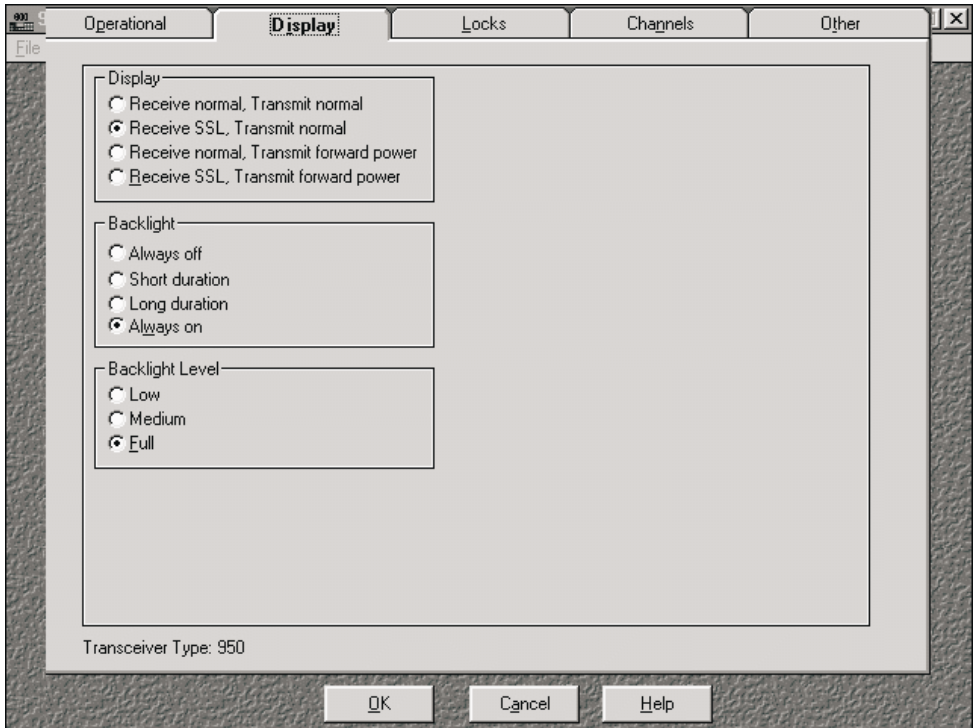 900
File
Operational
Display
Locks
Channels
Other
Display
Receive normal, Transmit normal
Receive SSL, Transmit normal
Receive normal, Transmit forward power
Receive SSL, Transmit forward power
Backlight
Always off
Short duration
Long duration
Always on
Backlight Level
Low
Medium
Full
Transceiver Type: 950
OK
Cancel
Help